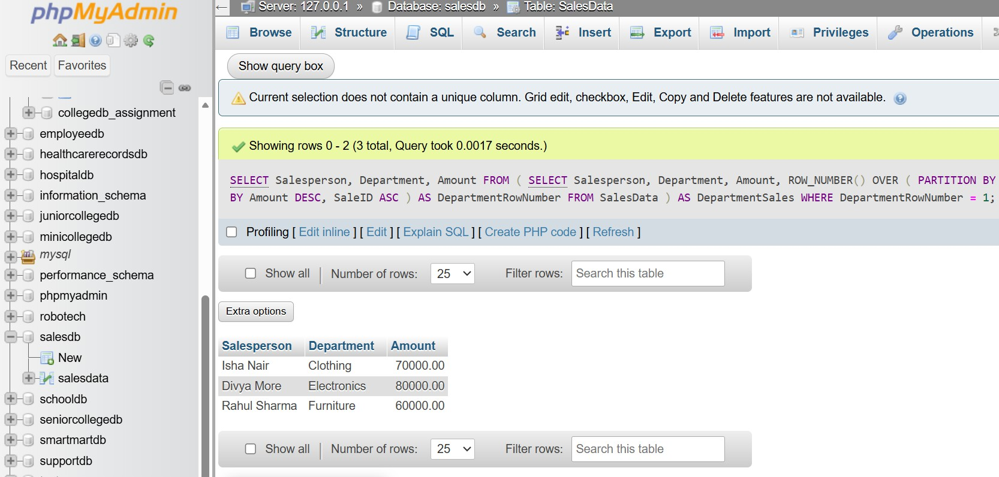 phpMyAdmin
Recent
Favorites
collegedb_assignment
employeedb
healthcarerecordsdb
hospitaldb
information_schema
juniorcollegedb
minicollegedb
mysql
performance_schema
phpmyadmin
robotech
salesdb
New
salesdata
schooldb
seniorcollegedb
smartmartdb
supportdb
Server: 127.0.0.1 » Database: salesdb » Table: SalesData
Browse Structure SQL Search Insert Export Import Privileges Operations
Show query box
Current selection does not contain a unique column. Grid edit, checkbox, Edit, Copy and Delete features are not available.
Showing rows 0 - 2 (3 total, Query took 0.0017 seconds.)
SELECT Salesperson, Department, Amount FROM ( SELECT Salesperson, Department, Amount, ROW_NUMBER() OVER ( PARTITION BY
BY Amount DESC, SaleID ASC ) AS DepartmentRowNumber FROM SalesData ) AS DepartmentSales WHERE DepartmentRowNumber = 1;
Profiling [ Edit inline ] [ Edit ] [ Explain SQL ] [ Create PHP code ] [ Refresh ]
Show all | Number of rows: 25 Filter rows: Search this table
Extra options
Salesperson Department Amount
Isha Nair Clothing 70000.00
Divya More Electronics 80000.00
Rahul Sharma Furniture 60000.00
Show all | Number of rows: 25 Filter rows: Search this table